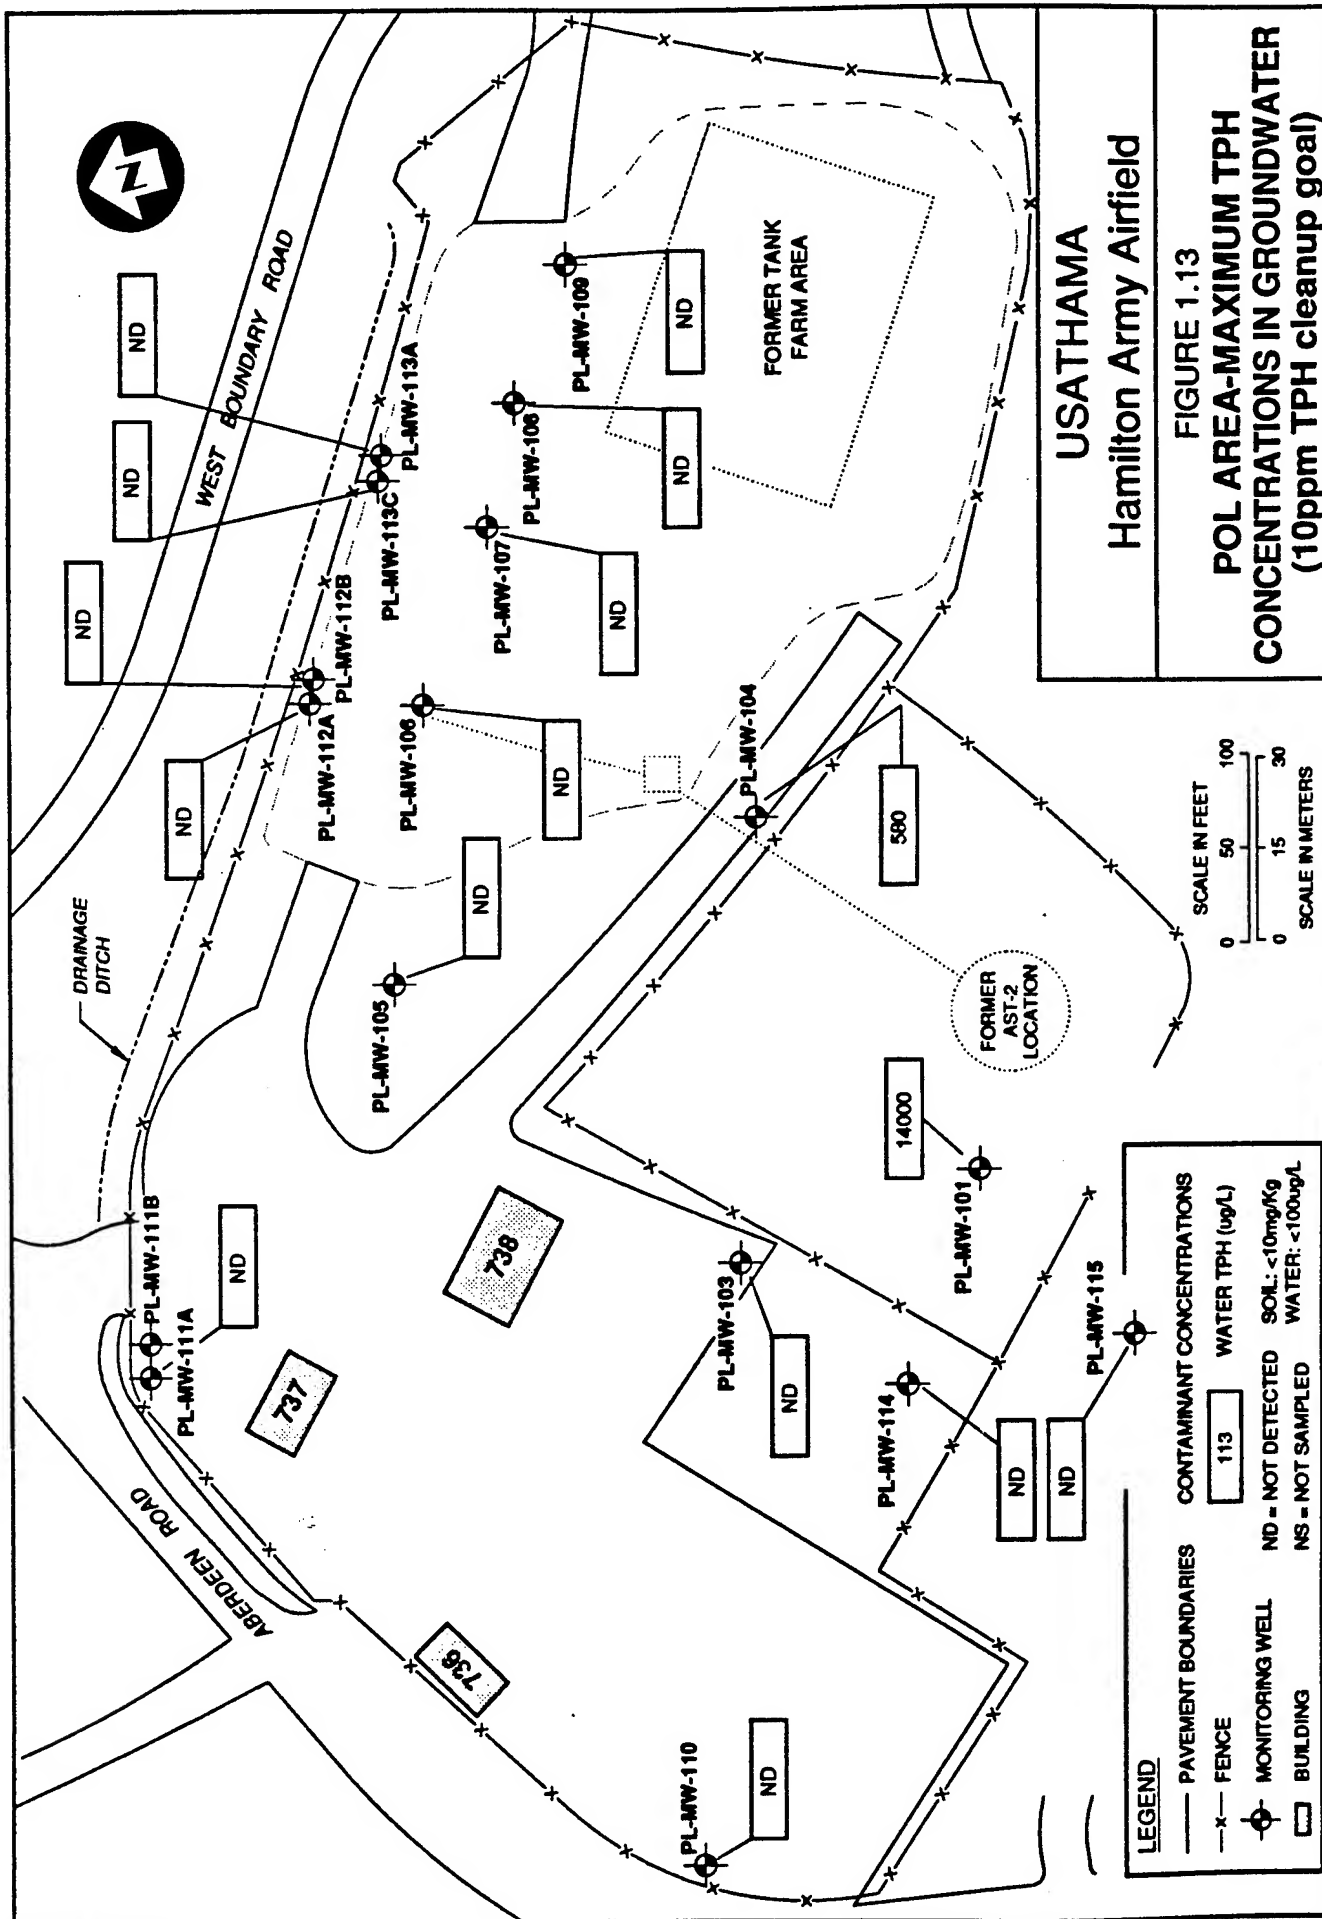 N
WEST BOUNDARY ROAD
DRAINAGE
DITCH
ABERDEEN ROAD
ND
ND
ND
ND
ND
PL-MW-111B
PL-MW-111A
PL-MW-112A
PL-MW-112B
PL-MW-113C
PL-MW-113A
737
738
736
PL-MW-105
ND
PL-MW-106
ND
PL-MW-107
ND
PL-MW-108
ND
PL-MW-109
ND
FORMER TANK
FARM AREA
PL-MW-104
580
FORMER
AST-2
LOCATION
14000
PL-MW-101
PL-MW-103
ND
PL-MW-114
ND
PL-MW-115
ND
PL-MW-110
ND
LEGEND
PAVEMENT BOUNDARIES
-x- FENCE
MONITORING WELL
BUILDING
CONTAMINANT CONCENTRATIONS
113 WATER TPH (ug/L)
ND = NOT DETECTED SOIL: <10mg/Kg
NS = NOT SAMPLED WATER: <100ug/L
SCALE IN FEET
0 50 100
0 15 30
SCALE IN METERS
USATHAMA
Hamilton Army Airfield
FIGURE 1.13
POL AREA-MAXIMUM TPH
CONCENTRATIONS IN GROUNDWATER
(10ppm TPH cleanup goal)